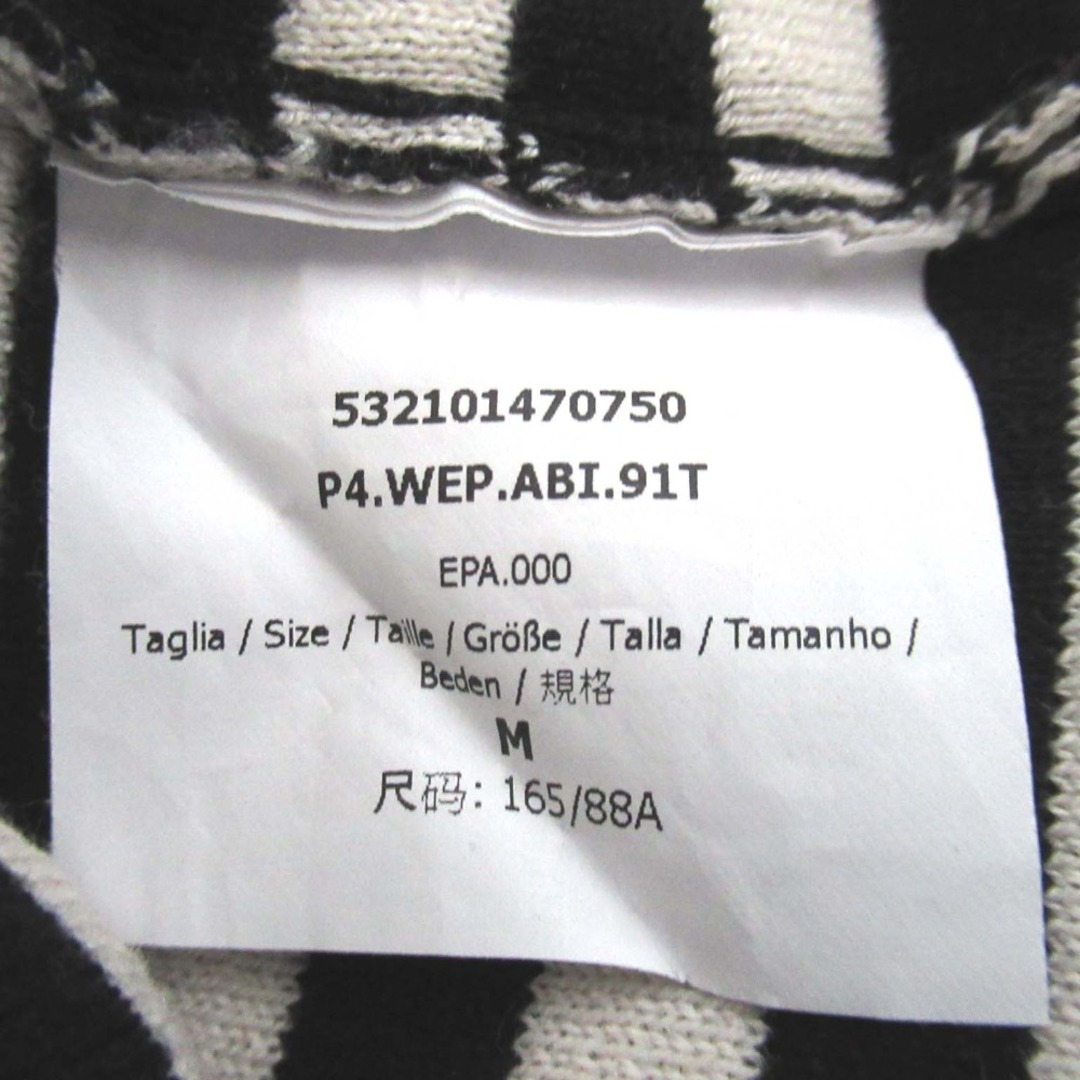 532101470750
P4.WEP.ABI.91T
EPA.000
Taglia / Size / Taille / Größe / Talla / Tamanho /
Beden / 規格
M
尺码: 165/88A